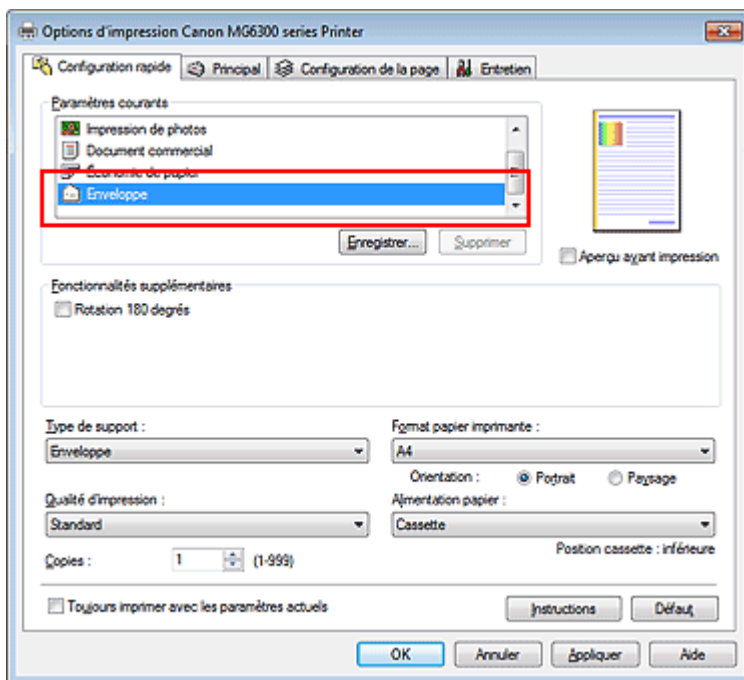 Options d'impression Canon MG6300 series Printer
Configuration rapide Principal Configuration de la page Entretien
Paramètres courants
Impression de photos
Document commercial
Économie de papier
Enveloppe
Enregistrer... Supprimer
Aperçu avant impression
Fonctionnalités supplémentaires
Rotation 180 degrés
Type de support : Format papier imprimante :
Enveloppe A4
Orientation : Portrait Paysage
Qualité d'impression : Alimentation papier :
Standard Cassette
Position cassette : inférieure
Copies : 1 (1-999)
Toujours imprimer avec les paramètres actuels
Instructions Défaut
OK Annuler Appliquer Aide